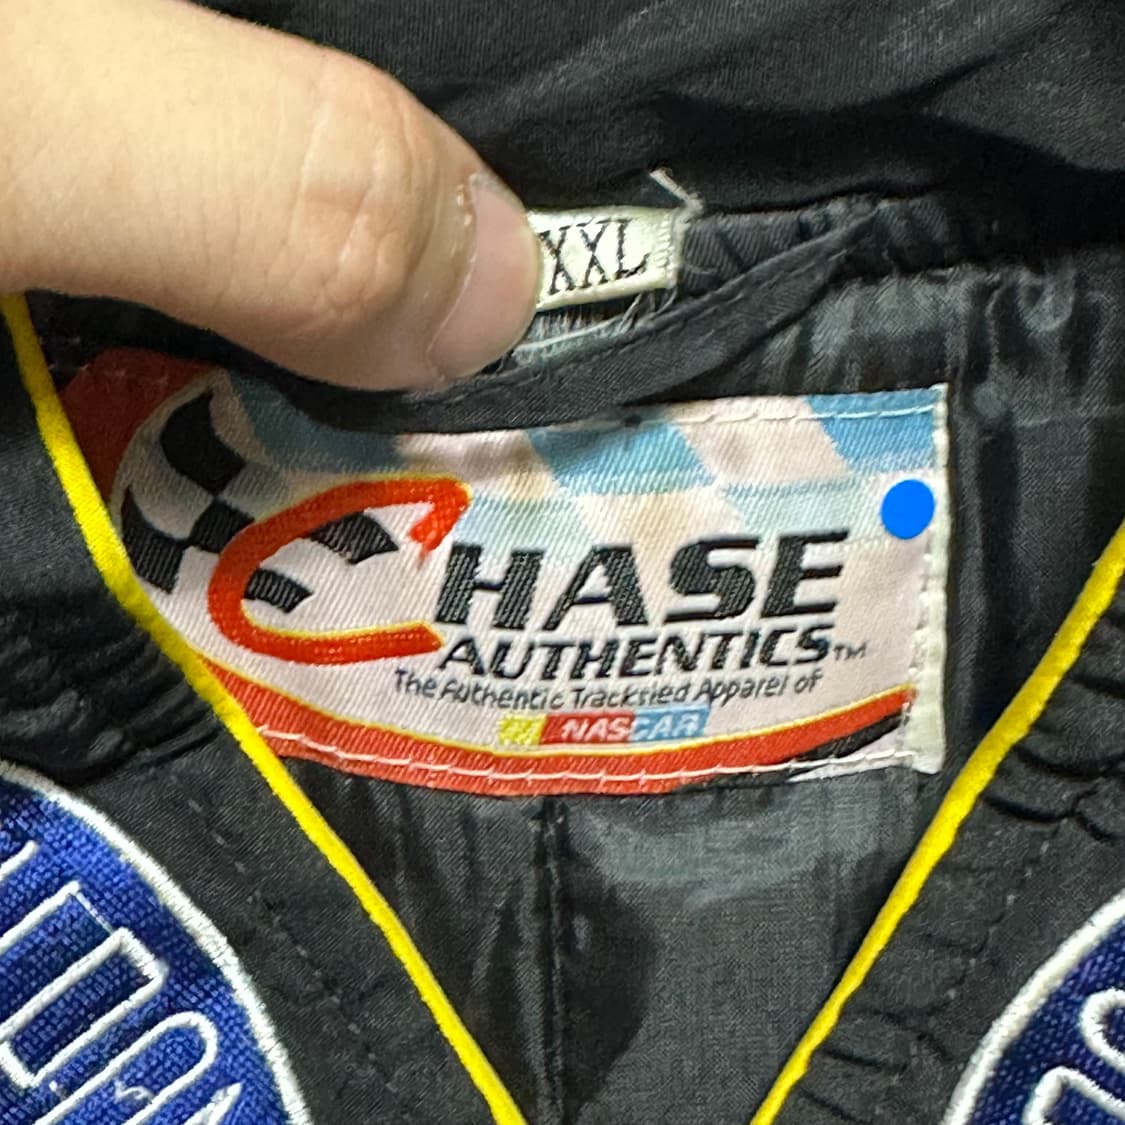 XXL
CHASE
AUTHENTICS™
The Authentic Trackside Apparel of
NASCAR